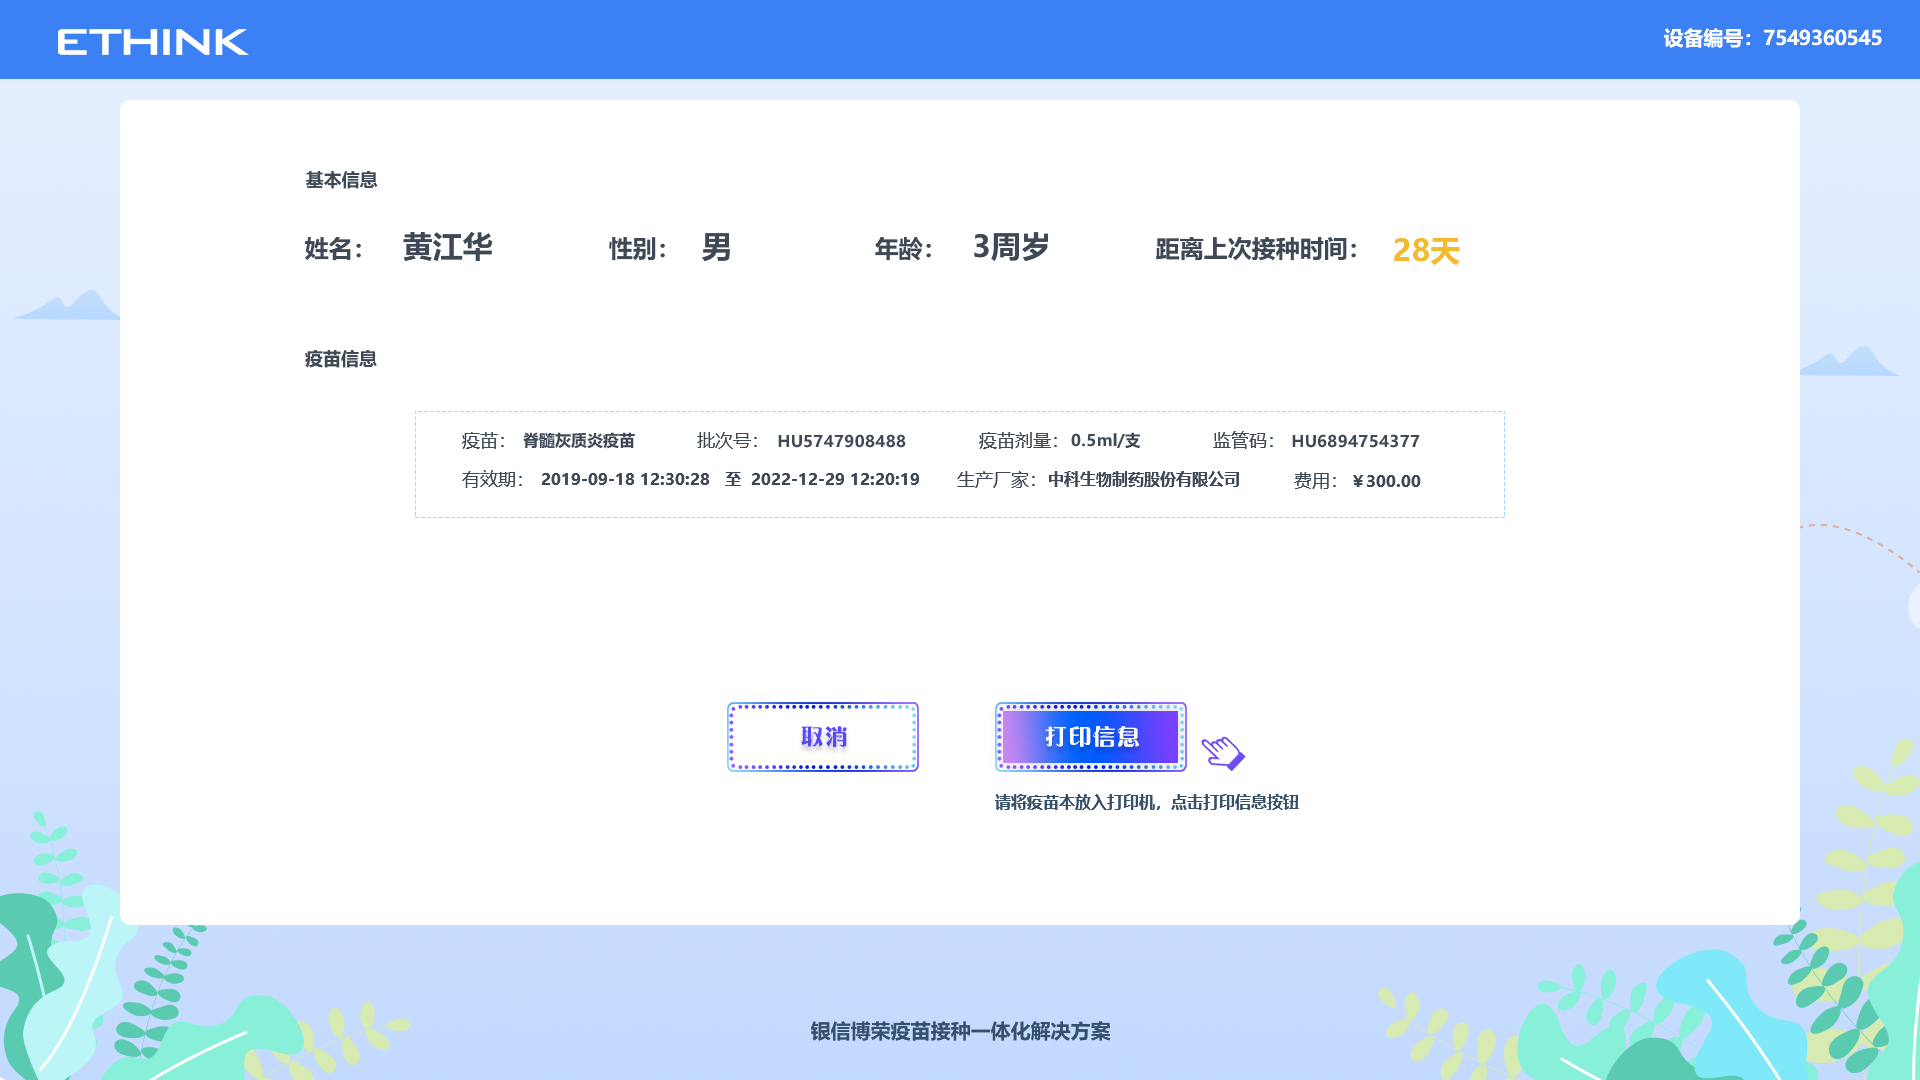 ETHINK
设备编号：7549360545
基本信息
姓名： 黄江华 性别： 男 年龄： 3周岁 距离上次接种时间： 28天
疫苗信息
疫苗： 脊髓灰质炎疫苗 批次号： HU5747908488 疫苗剂量：0.5ml/支 监管码： HU6894754377
有效期： 2019-09-18 12:30:28 至 2022-12-29 12:20:19 生产厂家：中科生物制药股份有限公司 费用： ￥300.00
取消 打印信息
请将疫苗本放入打印机，点击打印信息按钮
银信博荣疫苗接种一体化解决方案